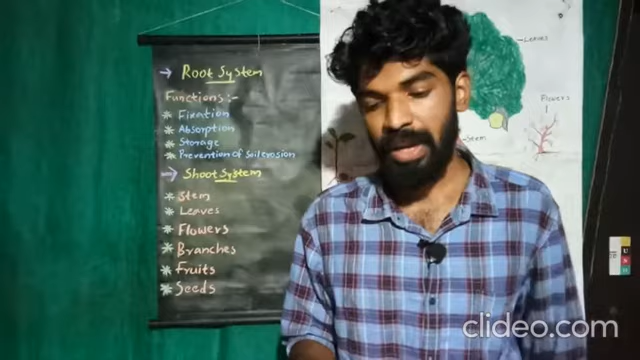 → Root System
Functions:-
* Fixation
* Absorption
* Storage
* Prevention of Soil erosion
→ Shoot System
* Stem
* Leaves
* Flowers
* Branches
* Fruits
* Seeds
Leaves
Flowers
Stem
clideo.com